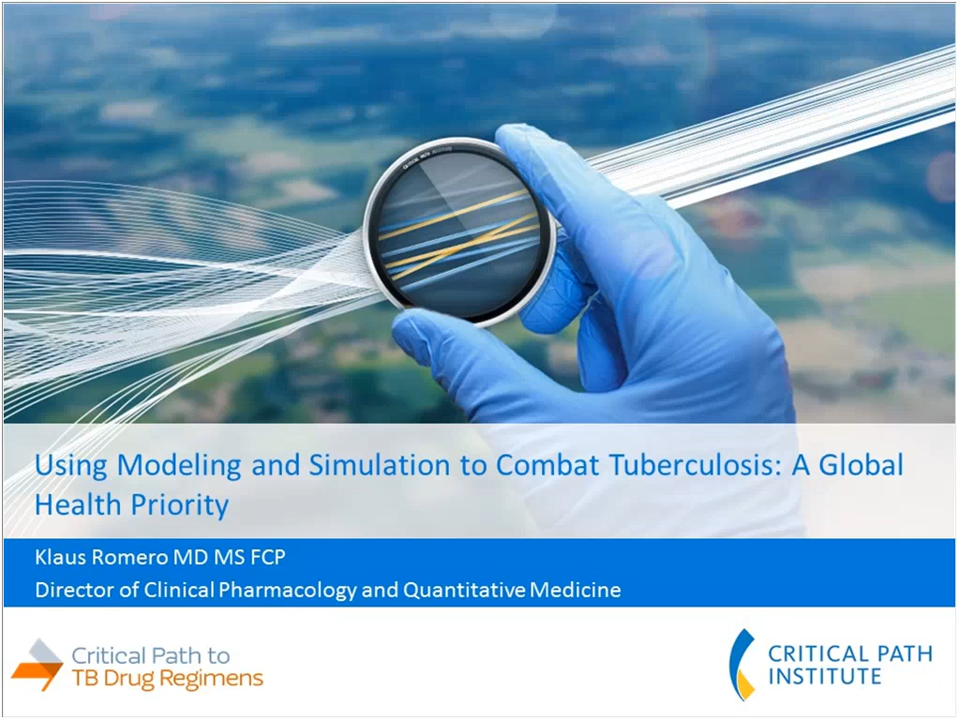 Using Modeling and Simulation to Combat Tuberculosis: A Global
Health Priority
Klaus Romero MD MS FCP
Director of Clinical Pharmacology and Quantitative Medicine
Critical Path to
TB Drug Regimens
CRITICAL PATH
INSTITUTE